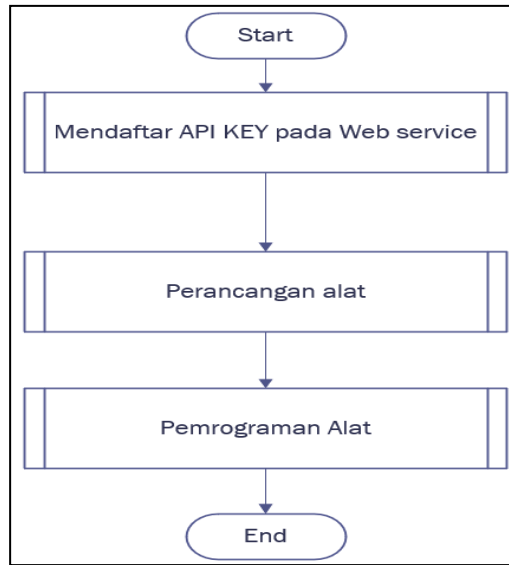 Start
Mendaftar API KEY pada Web service
Perancangan alat
Pemrograman Alat
End